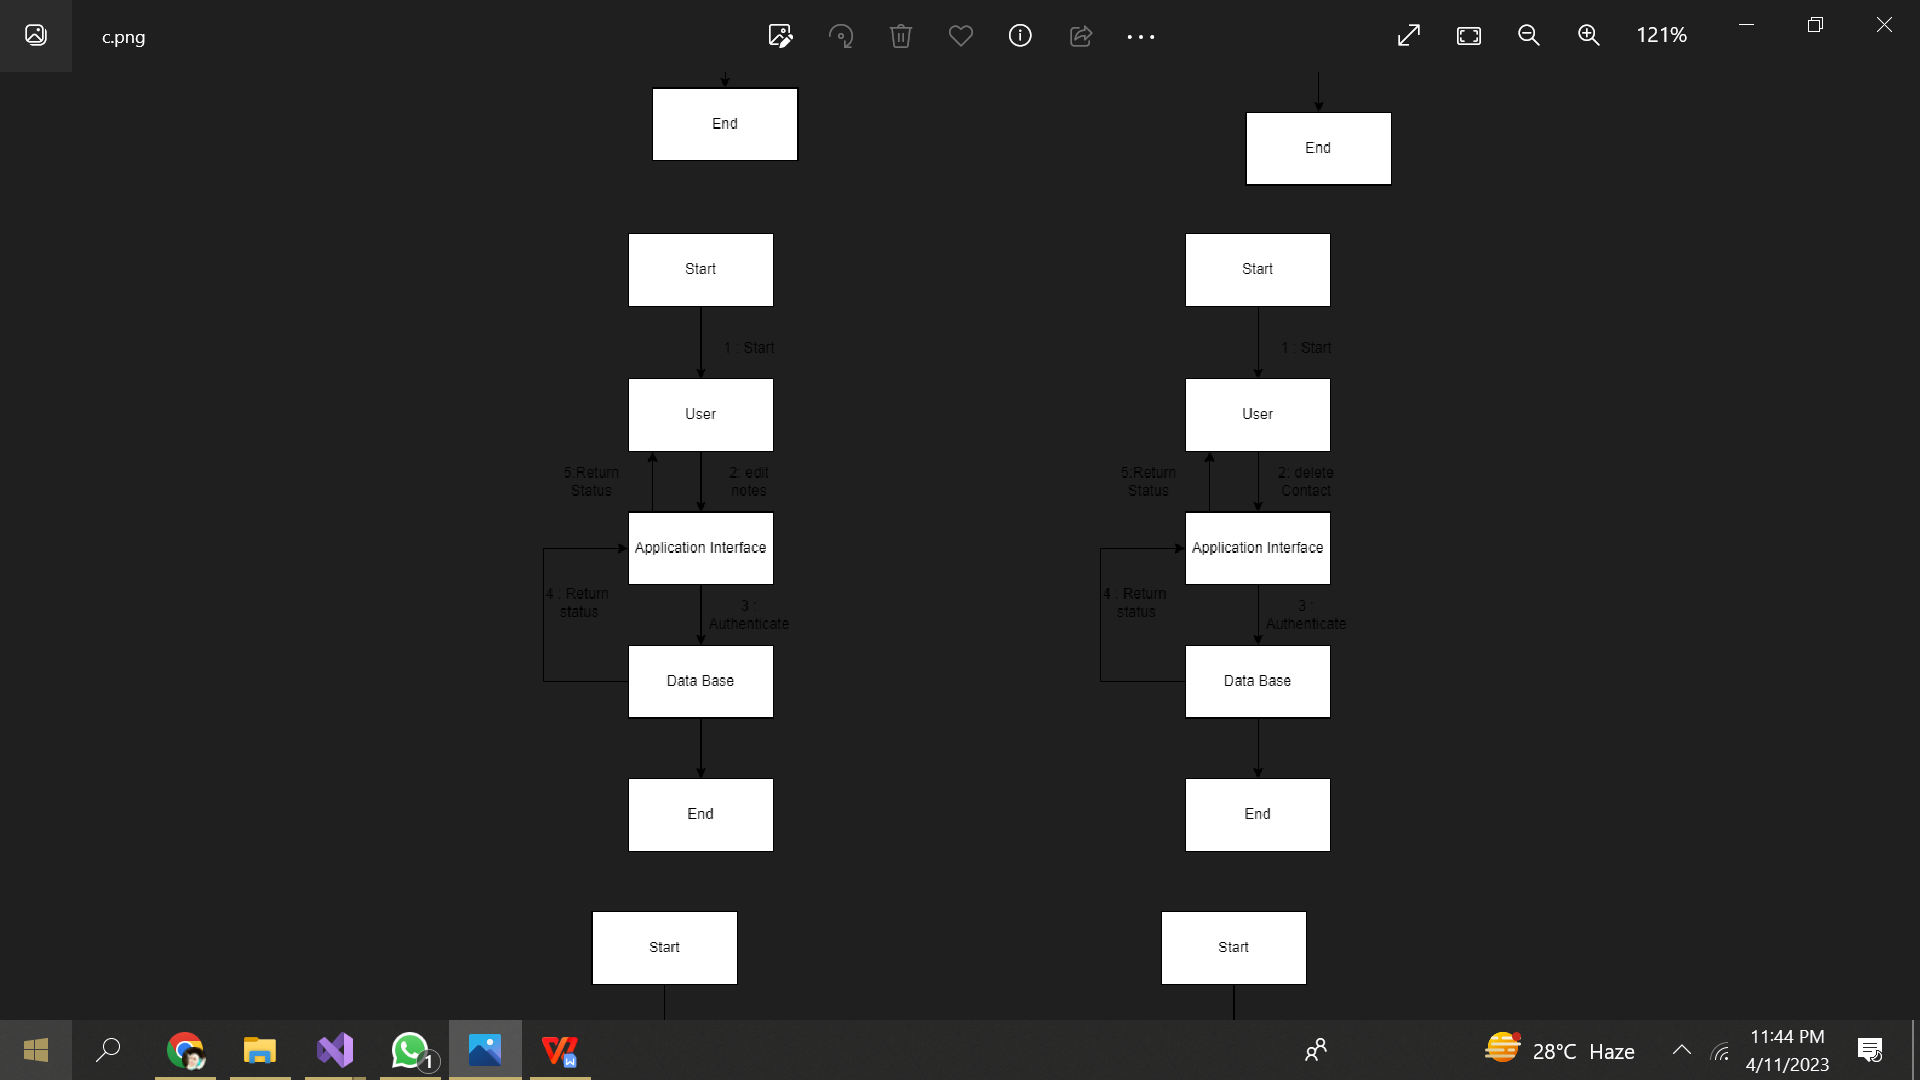 c.png
121%
End
End
Start
Start
1 : Start
1 : Start
User
User
5:Return
Status
2: edit
notes
5:Return
Status
2: delete
Contact
Application Interface
Application Interface
4 : Return
status
3 :
Authenticate
4 : Return
status
3 :
Authenticate
Data Base
Data Base
End
End
Start
Start
1
28°C Haze
11:44 PM
4/11/2023